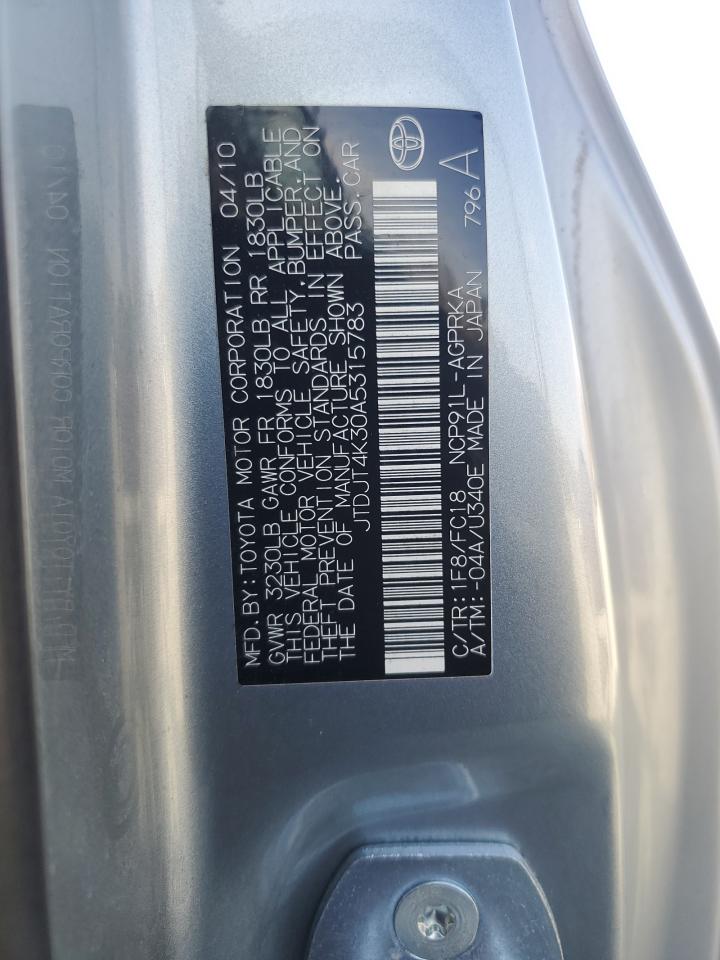 MFD. BY: TOYOTA MOTOR CORPORATION 04/10
GVWR 3230LB GAWR FR 1830LB RR 1830LB
THIS VEHICLE CONFORMS TO ALL APPLICABLE
FEDERAL MOTOR VEHICLE SAFETY, BUMPER, AND
THEFT PREVENTION STANDARDS IN EFFECT ON
THE DATE OF MANUFACTURE SHOWN ABOVE.
JTDJT4K30A5315783 PASS. CAR
C/TR: 1F8/FC18 NCP91L-AGPRKA 796A
A/TM: -04A/U340E MADE IN JAPAN